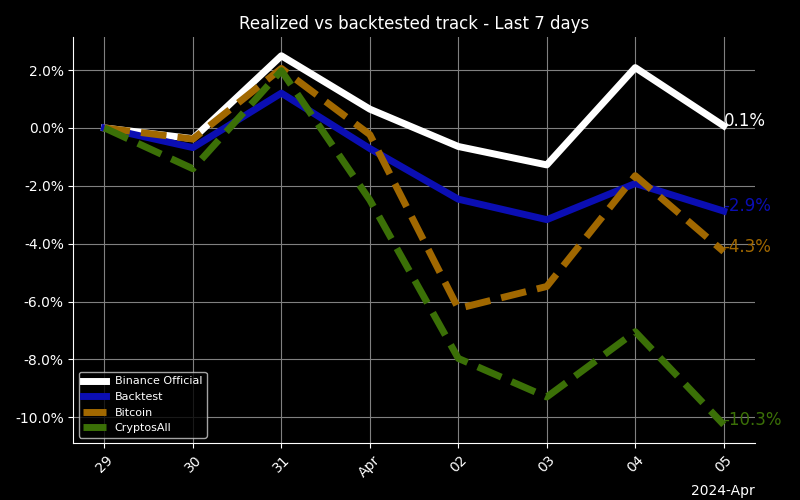 Realized vs backtested track - Last 7 days
2.0%
0.0%
-2.0%
-4.0%
-6.0%
-8.0%
-10.0%
0.1%
-2.9%
-4.3%
-10.3%
Binance Official
Backtest
Bitcoin
CryptosAll
29
30
31
Apr
02
03
04
05
2024-Apr